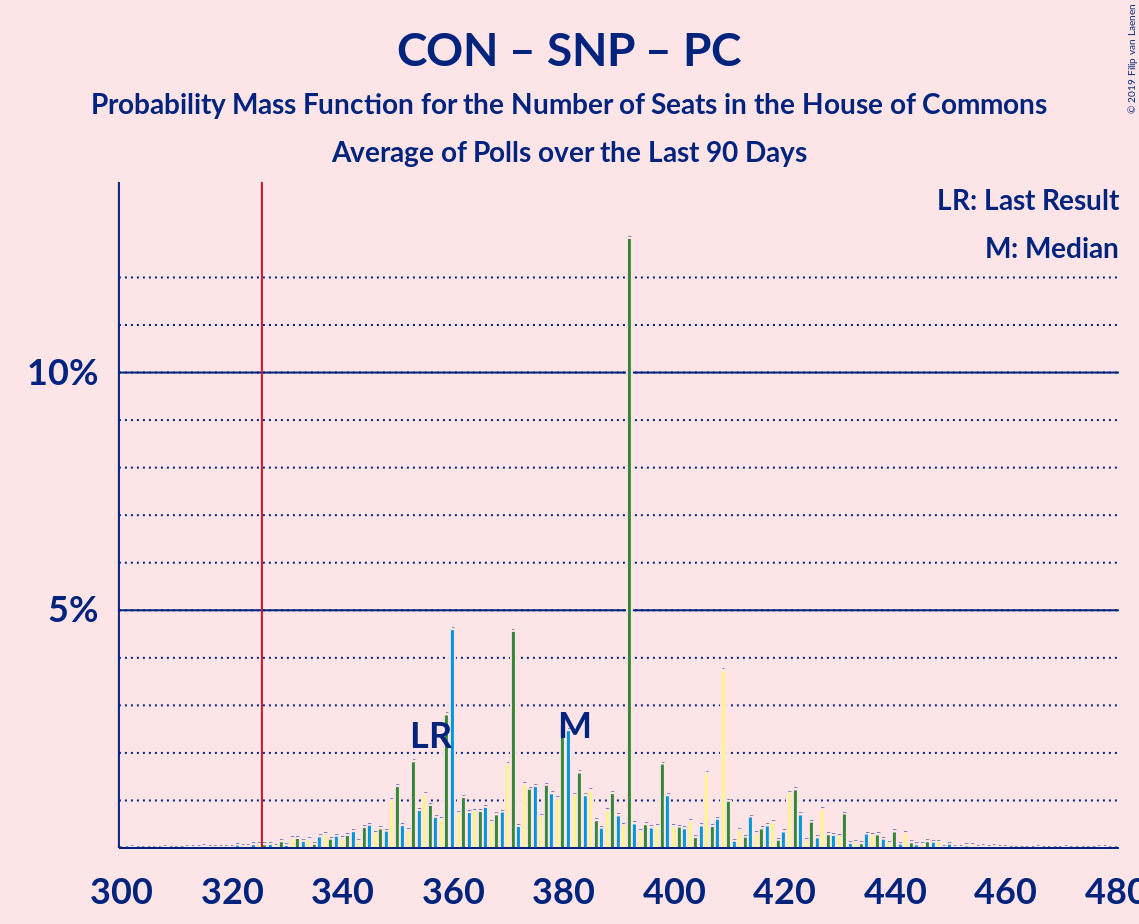 CON – SNP – PC
Probability Mass Function for the Number of Seats in the House of Commons
Average of Polls over the Last 90 Days
© 2019 Filip van Laenen
LR: Last Result
M: Median
10%
5%
LR
M
300 320 340 360 380 400 420 440 460 480